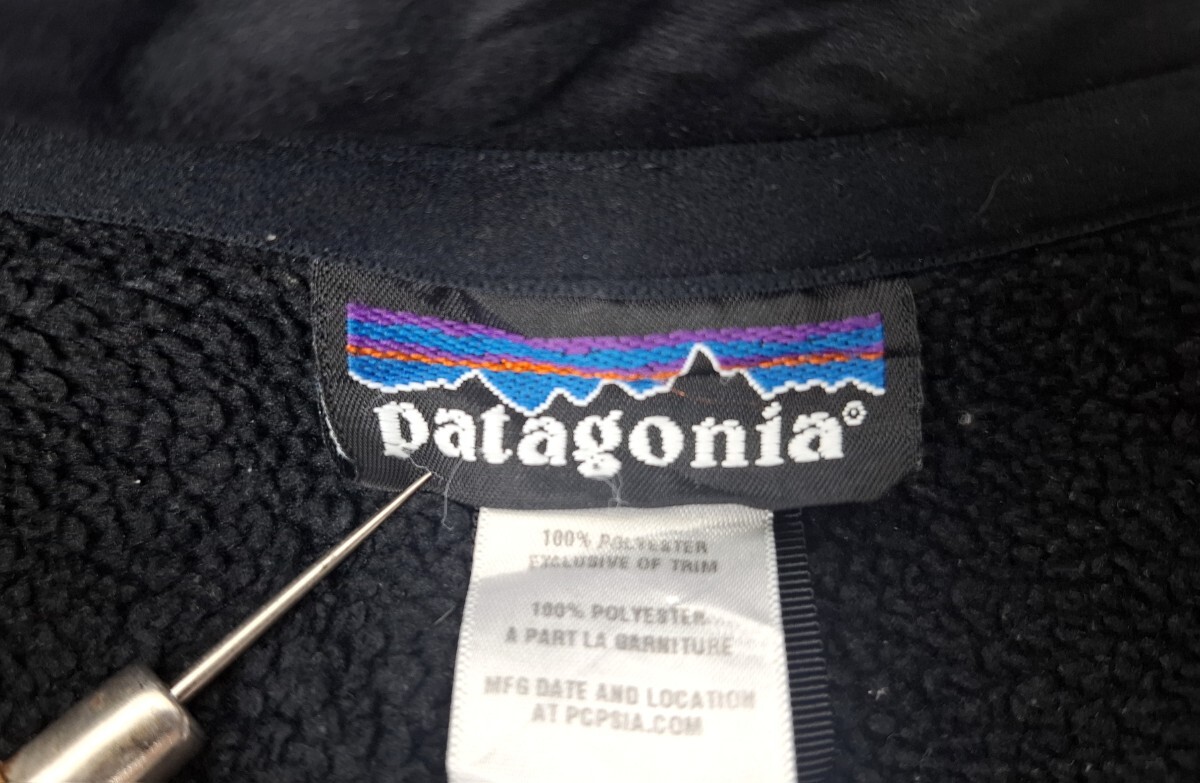 patagonia®
100% POLYESTER
EXCLUSIVE OF TRIM
100% POLYESTER
A PART LA GARNITURE
MFG DATE AND LOCATION
AT PCPSIA.COM